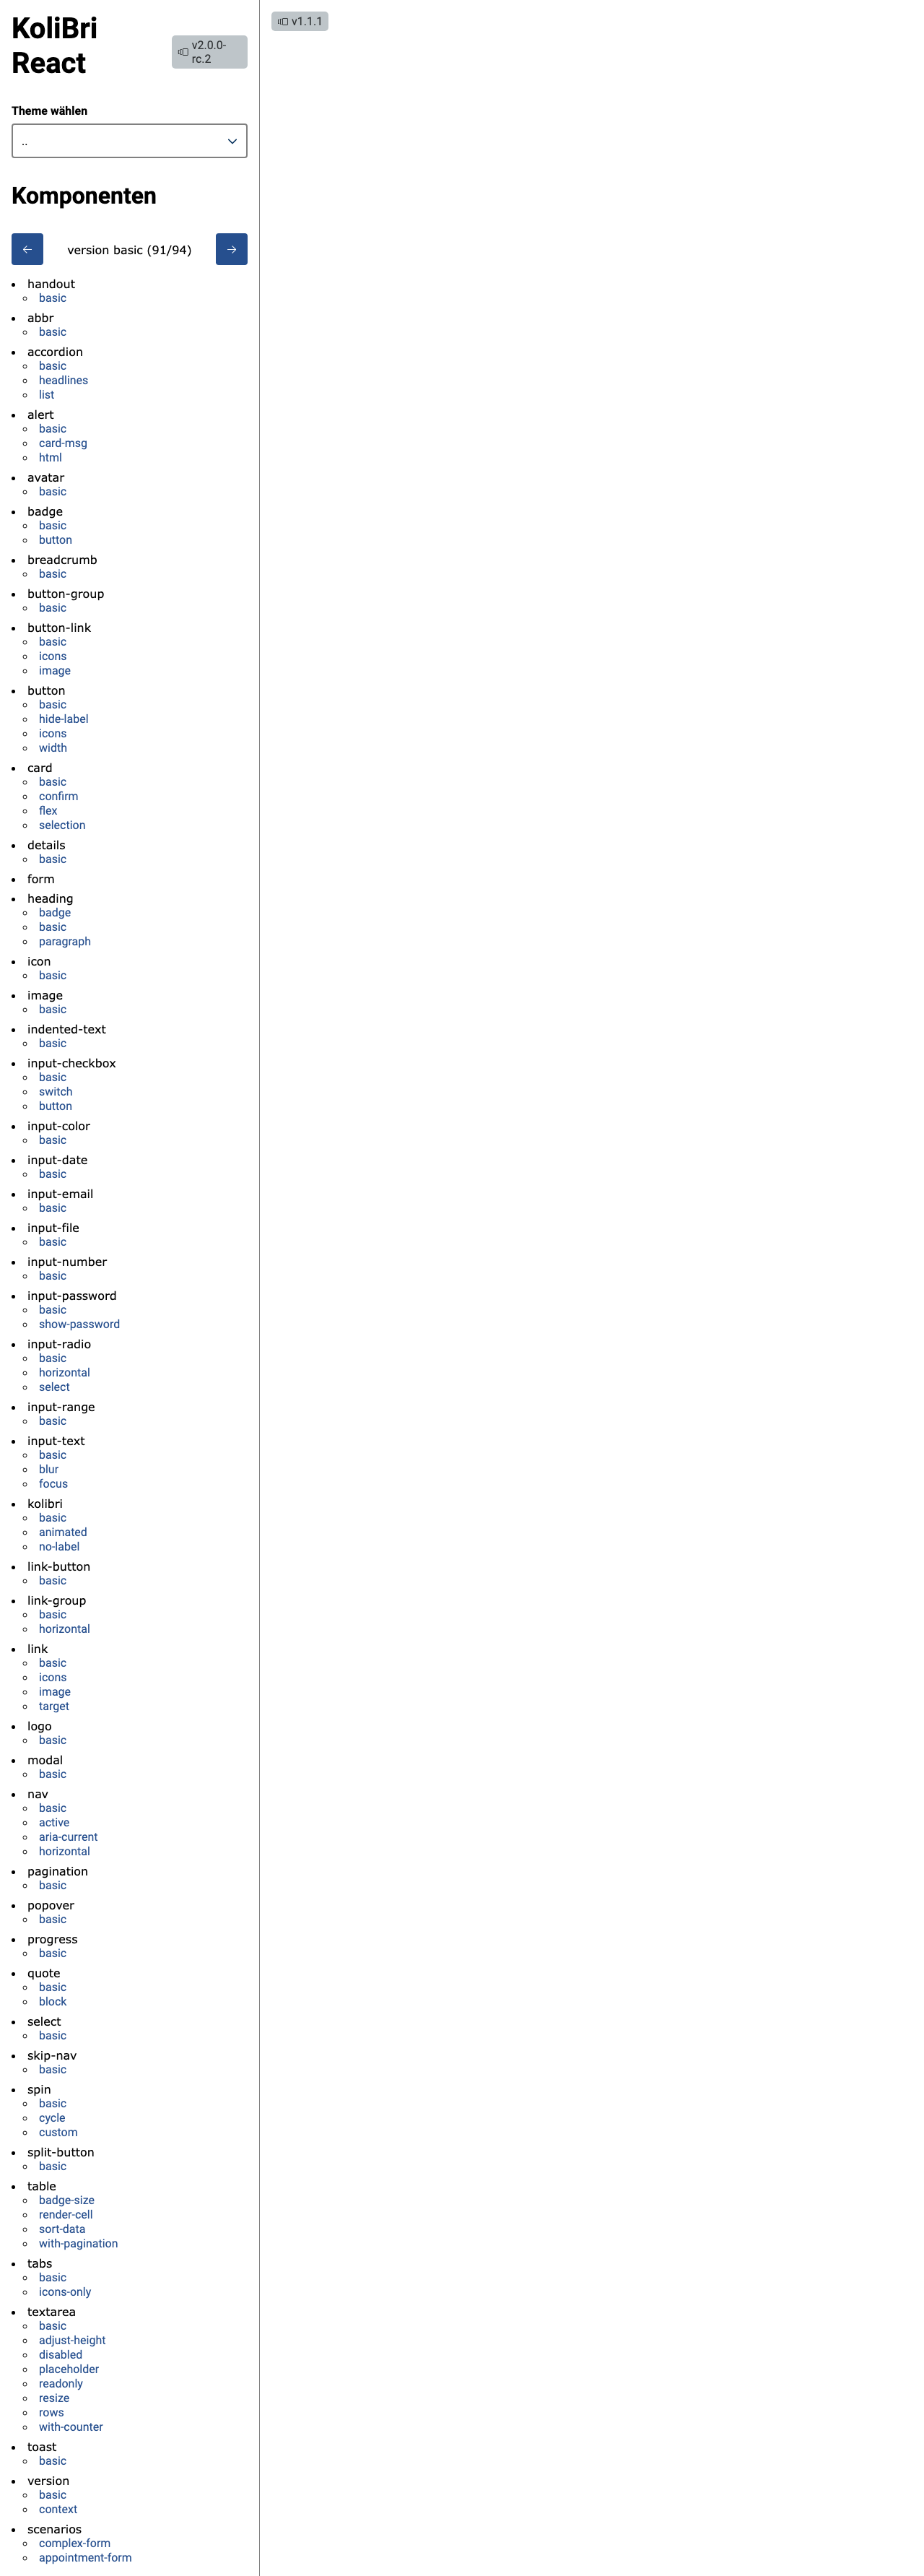 KoliBri
React
v2.0.0-
rc.2
Theme wählen
..
Komponenten
← version basic (91/94) →
handout
basic
abbr
basic
accordion
basic
headlines
list
alert
basic
card-msg
html
avatar
basic
badge
basic
button
breadcrumb
basic
button-group
basic
button-link
basic
icons
image
button
basic
hide-label
icons
width
card
basic
confirm
flex
selection
details
basic
form
heading
badge
basic
paragraph
icon
basic
image
basic
indented-text
basic
input-checkbox
basic
switch
button
input-color
basic
input-date
basic
input-email
basic
input-file
basic
input-number
basic
input-password
basic
show-password
input-radio
basic
horizontal
select
input-range
basic
input-text
basic
blur
focus
kolibri
basic
animated
no-label
link-button
basic
link-group
basic
horizontal
link
basic
icons
image
target
logo
basic
modal
basic
nav
basic
active
aria-current
horizontal
pagination
basic
popover
basic
progress
basic
quote
basic
block
select
basic
skip-nav
basic
spin
basic
cycle
custom
split-button
basic
table
badge-size
render-cell
sort-data
with-pagination
tabs
basic
icons-only
textarea
basic
adjust-height
disabled
placeholder
readonly
resize
rows
with-counter
toast
basic
version
basic
context
scenarios
complex-form
appointment-form
v1.1.1